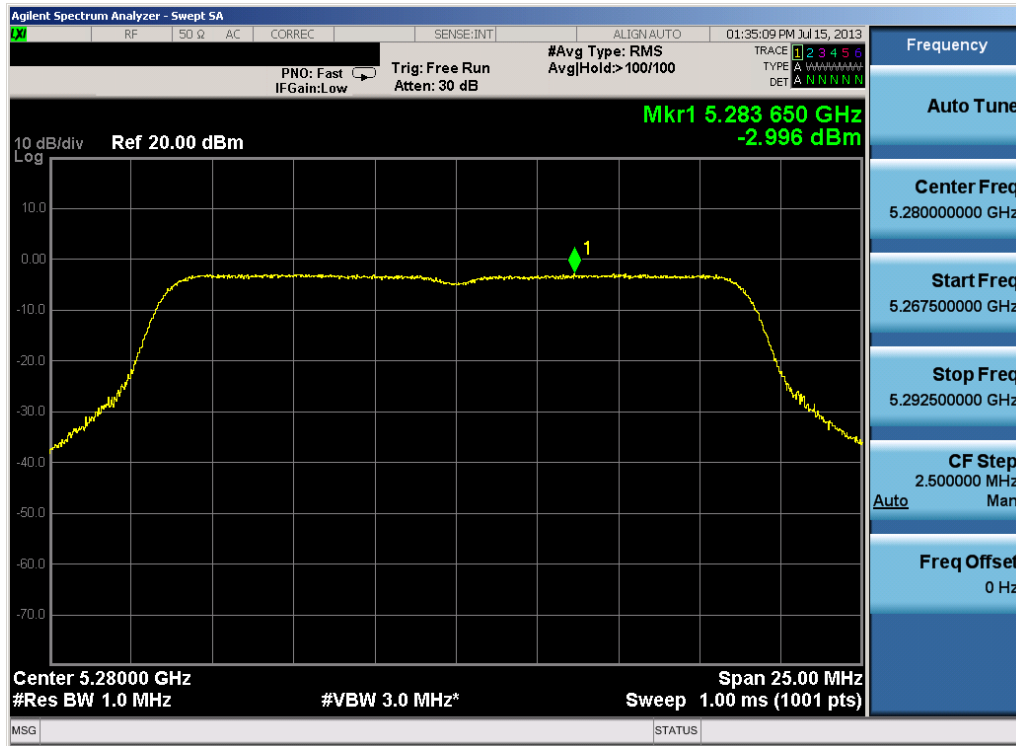 Agilent Spectrum Analyzer - Swept SA
LXI RF 50 Ω AC CORREC SENSE:INT ALIGN AUTO 01:35:09 PM Jul 15, 2013
PNO: Fast
IFGain:Low
Trig: Free Run
Atten: 30 dB
#Avg Type: RMS
Avg|Hold:> 100/100
TRACE 1 2 3 4 5 6
TYPE A WWWWW
DET A N N N N N
Mkr1 5.283 650 GHz
-2.996 dBm
10 dB/div Ref 20.00 dBm
Log
10.0
0.00
-10.0
-20.0
-30.0
-40.0
-50.0
-60.0
-70.0
1
Center 5.28000 GHz Span 25.00 MHz
#Res BW 1.0 MHz #VBW 3.0 MHz* Sweep 1.00 ms (1001 pts)
MSG STATUS
Frequency
Auto Tune
Center Freq
5.280000000 GHz
Start Freq
5.267500000 GHz
Stop Freq
5.292500000 GHz
CF Step
2.500000 MHz
Auto Man
Freq Offset
0 Hz